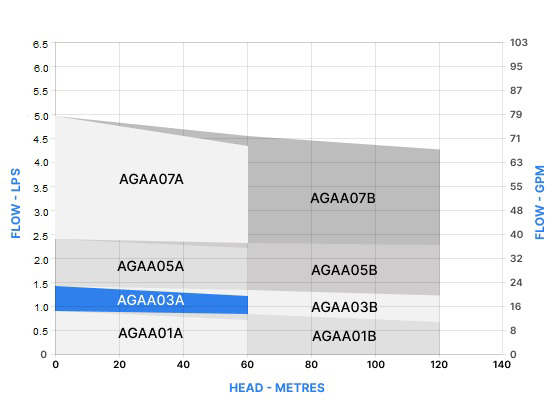 6.5
103
6.0
95
5.5
87
5.0
79
4.5
71
4.0
63
3.5
55
3.0
48
2.5
40
2.0
32
1.5
24
1.0
16
0.5
8
0
0
FLOW - LPS
FLOW - GPM
AGAA07A
AGAA07B
AGAA05A
AGAA05B
AGAA03A
AGAA03B
AGAA01A
AGAA01B
0 20 40 60 80 100 120 140
HEAD - METRES